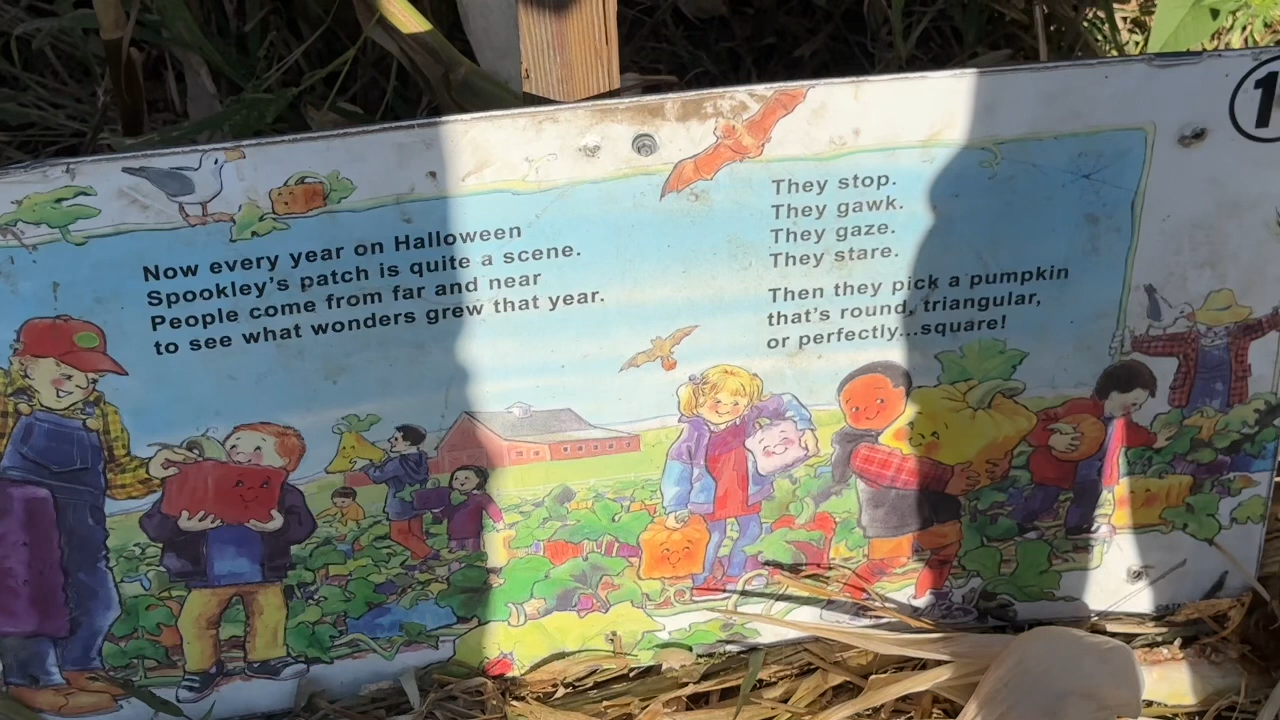 Now every year on Halloween
Spookley's patch is quite a scene.
People come from far and near
to see what wonders grew that year.
They stop.
They gawk.
They gaze.
They stare.
Then they pick a pumpkin
that's round, triangular,
or perfectly...square!